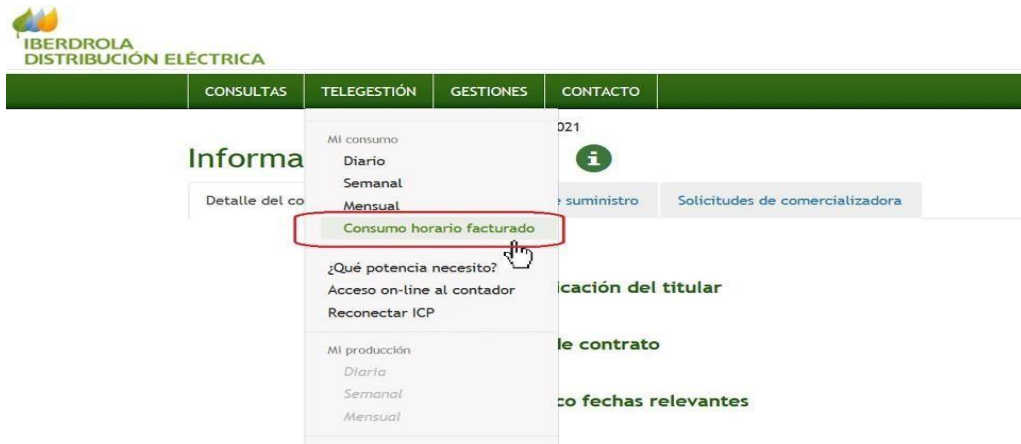 IBERDROLA
DISTRIBUCIÓN ELÉCTRICA
CONSULTAS TELEGESTIÓN GESTIONES CONTACTO
021
Mi consumo
Informa
Diario
Semanal
Detalle del co
suministro
Solicitudes de comercializadora
Mensual
Consumo horario facturado
¿Qué potencia necesito?
Acceso on-line al contador
icación del titular
Reconectar ICP
Mi producción
de contrato
Diaria
Semanal
co fechas relevantes
Mensual